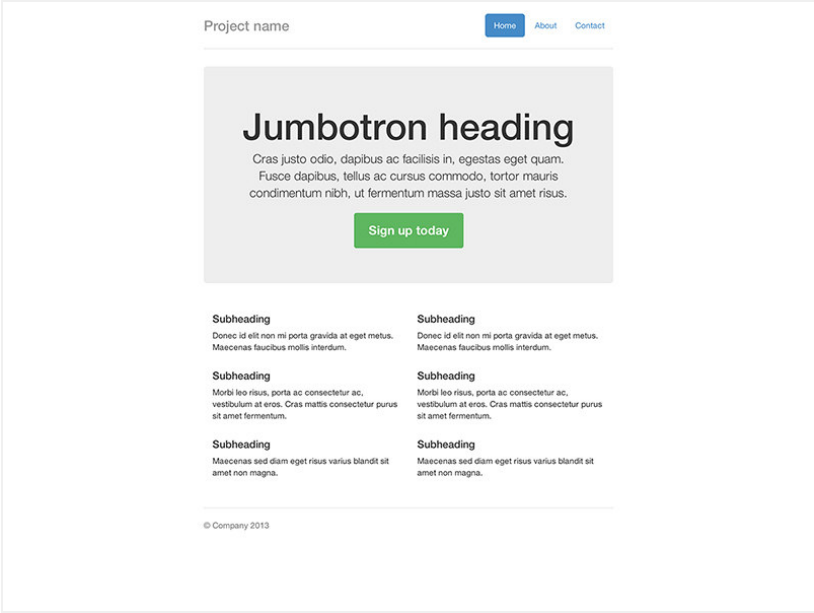 Project name
Home About Contact
Jumbotron heading
Cras justo odio, dapibus ac facilisis in, egestas eget quam.
Fusce dapibus, tellus ac cursus commodo, tortor mauris
condimentum nibh, ut fermentum massa justo sit amet risus.
Sign up today
Subheading
Donec id elit non mi porta gravida at eget metus.
Maecenas faucibus mollis interdum.
Subheading
Morbi leo risus, porta ac consectetur ac,
vestibulum at eros. Cras mattis consectetur purus
sit amet fermentum.
Subheading
Maecenas sed diam eget risus varius blandit sit
amet non magna.
Subheading
Donec id elit non mi porta gravida at eget metus.
Maecenas faucibus mollis interdum.
Subheading
Morbi leo risus, porta ac consectetur ac,
vestibulum at eros. Cras mattis consectetur purus
sit amet fermentum.
Subheading
Maecenas sed diam eget risus varius blandit sit
amet non magna.
© Company 2013